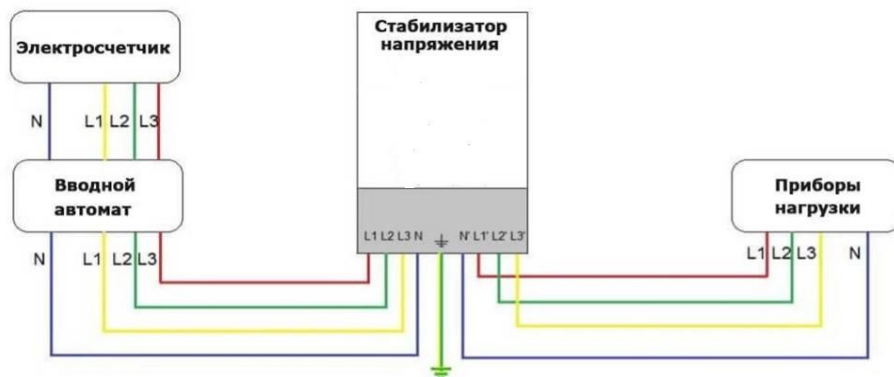 Электросчетчик
N L1 L2 L3
Вводной
автомат
N L1 L2 L3
Стабилизатор
напряжения
L1 L2 L3 N N' L1' L2' L3'
Приборы
нагрузки
L1 L2 L3 N